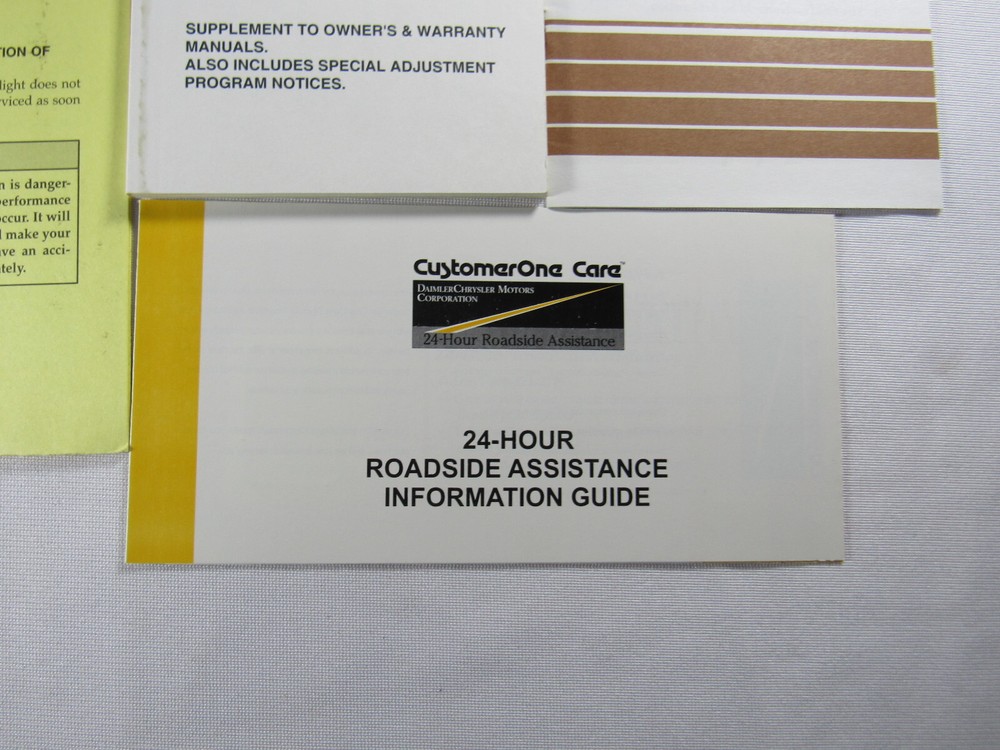 TION OF
light does not
rviced as soon
n is danger-
performance
occur. It will
l make your
ve an acci-
tely.
SUPPLEMENT TO OWNER'S & WARRANTY
MANUALS.
ALSO INCLUDES SPECIAL ADJUSTMENT
PROGRAM NOTICES.
CustomerOne Care™
DAIMLERCHRYSLER MOTORS
CORPORATION
24-Hour Roadside Assistance
24-HOUR
ROADSIDE ASSISTANCE
INFORMATION GUIDE